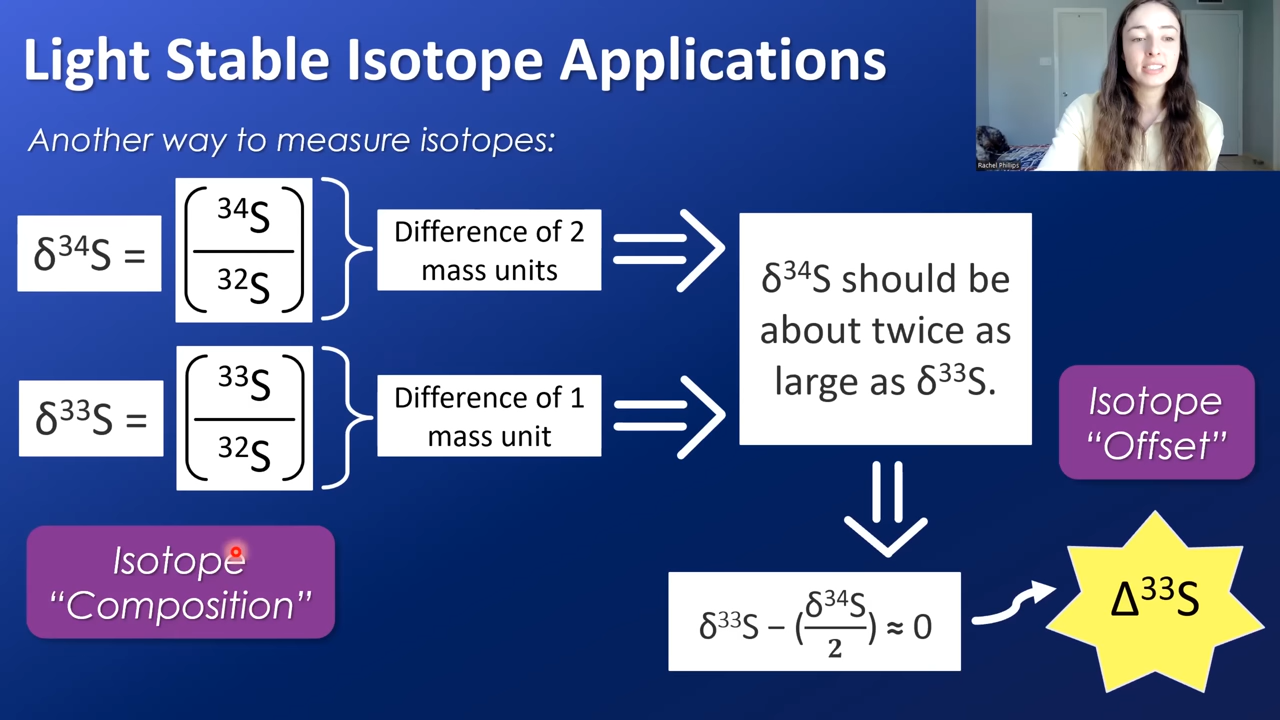 Light Stable Isotope Applications
Another way to measure isotopes:
Rachel Philips
δ³⁴S =
³⁴S
³²S
Difference of 2
mass units
δ³⁴S should be
about twice as
large as δ³³S.
δ³³S =
³³S
³²S
Difference of 1
mass unit
Isotope
“Offset”
Isotope
“Composition”
δ³³S – (δ³⁴S/2) ≈ 0
Δ³³S